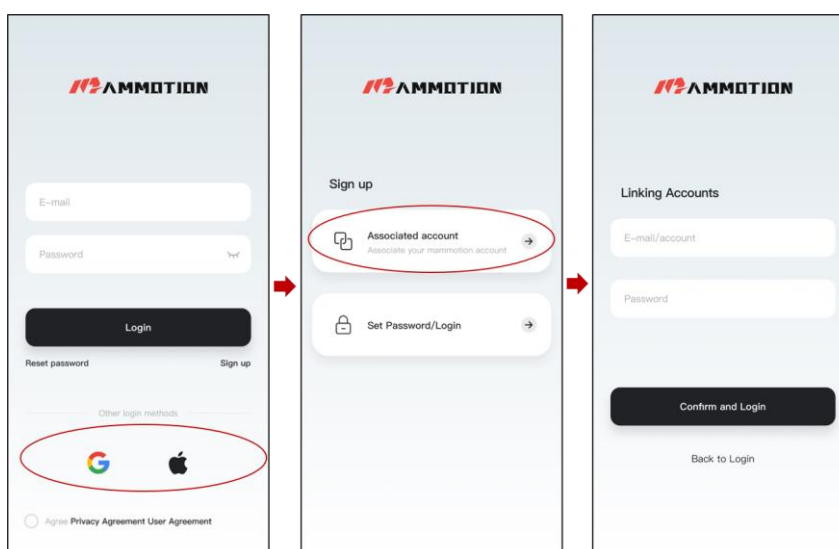 MAMMOTION
E-mail
Password
Login
Reset password Sign up
Other login methods
Agree Privacy Agreement User Agreement
MAMMOTION
Sign up
Associated account
Associate your mammotion account
Set Password/Login
MAMMOTION
Linking Accounts
E-mail/account
Password
Confirm and Login
Back to Login